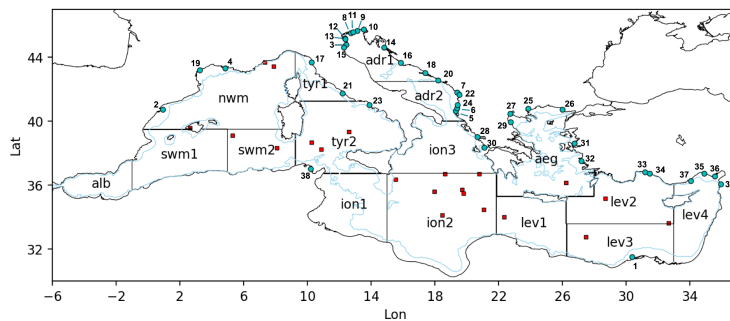 8 11 9
12 10
13
3
15
14
16
17
18
20
19 4
44
adr1
tyr1
adr2
nwm
21
23
7
22
24
6
5
2
27 25 26
29
40
Lat
28
30
31
32
swm1 swm2 tyr2 ion3 aeg
38
33 34 35 36
37
3
36
alb
ion1 ion2 lev1 lev2 lev3 lev4
32
1
−6 −2 2 6 10 14 18 22 26 30 34
Lon